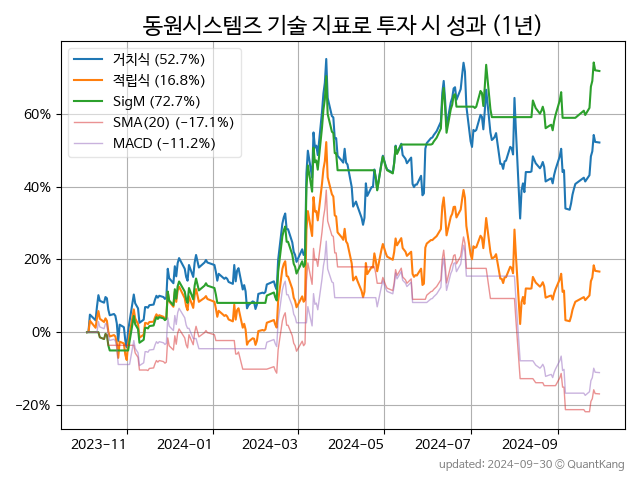 동원시스템즈 기술 지표로 투자 시 성과 (1년)
거치식 (52.7%)
적립식 (16.8%)
SigM (72.7%)
SMA(20) (−17.1%)
MACD (−11.2%)
60%
40%
20%
0%
−20%
2023-11 2024-01 2024-03 2024-05 2024-07 2024-09
updated: 2024-09-30 © QuantKang